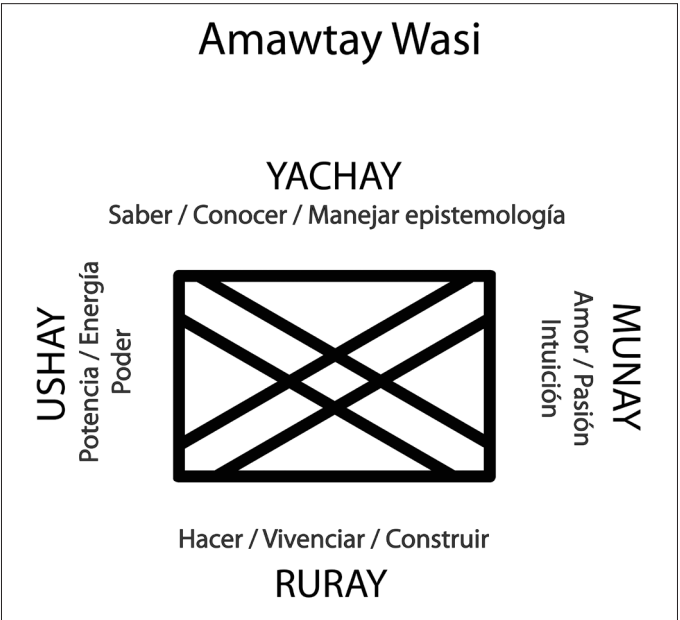 Amawtay Wasi
YACHAY
Saber / Conocer / Manejar epistemología
USHAY
Potencia / Energía
Poder
MUNAY
Amor / Pasión
Intuición
Hacer / Vivenciar / Construir
RURAY